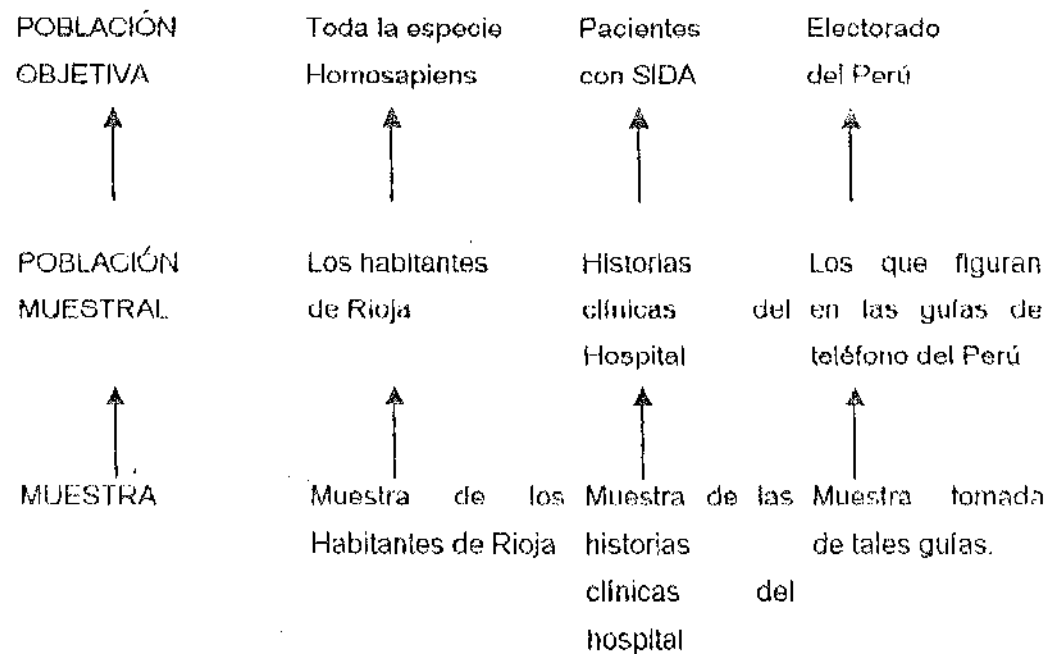 POBLACIÓN
OBJETIVA
Toda la especie
Homosapiens
Pacientes
con SIDA
Electorado
del Perú
POBLACIÓN
MUESTRAL
Los habitantes
de Rioja
Historias
clínicas del
Hospital
Los que figuran
en las guías de
teléfono del Perú
MUESTRA
Muestra de los
Habitantes de Rioja
Muestra de las
historias
clínicas del
hospital
Muestra tomada
de tales guías.